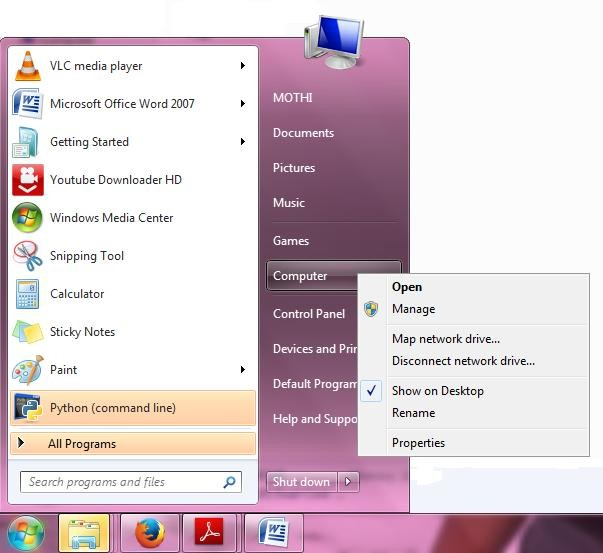 VLC media player
Microsoft Office Word 2007
Getting Started
Youtube Downloader HD
Windows Media Center
Snipping Tool
Calculator
Sticky Notes
Paint
Python (command line)
All Programs
Search programs and files
MOTHI
Documents
Pictures
Music
Games
Computer
Control Panel
Devices and Prin
Default Program
Help and Suppo
Shut down
Open
Manage
Map network drive...
Disconnect network drive...
Show on Desktop
Rename
Properties